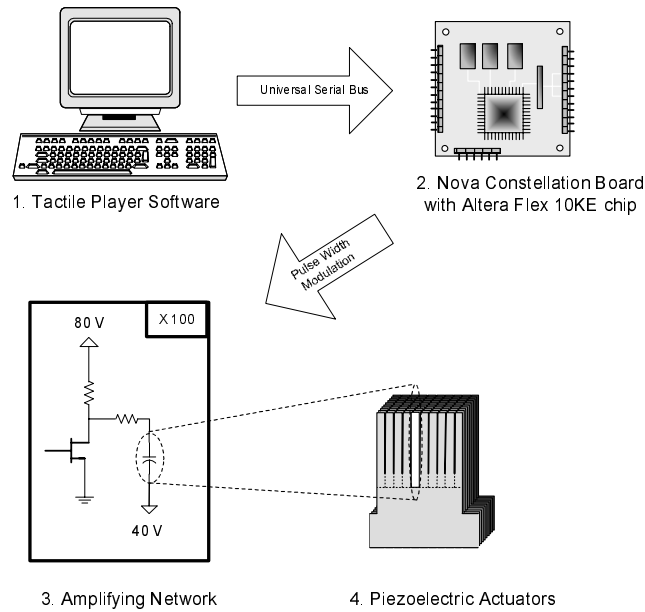 Universal Serial Bus
1. Tactile Player Software
2. Nova Constellation Board
with Altera Flex 10KE chip
Pulse Width
Modulation
X100
80 V
40 V
3. Amplifying Network
4. Piezoelectric Actuators